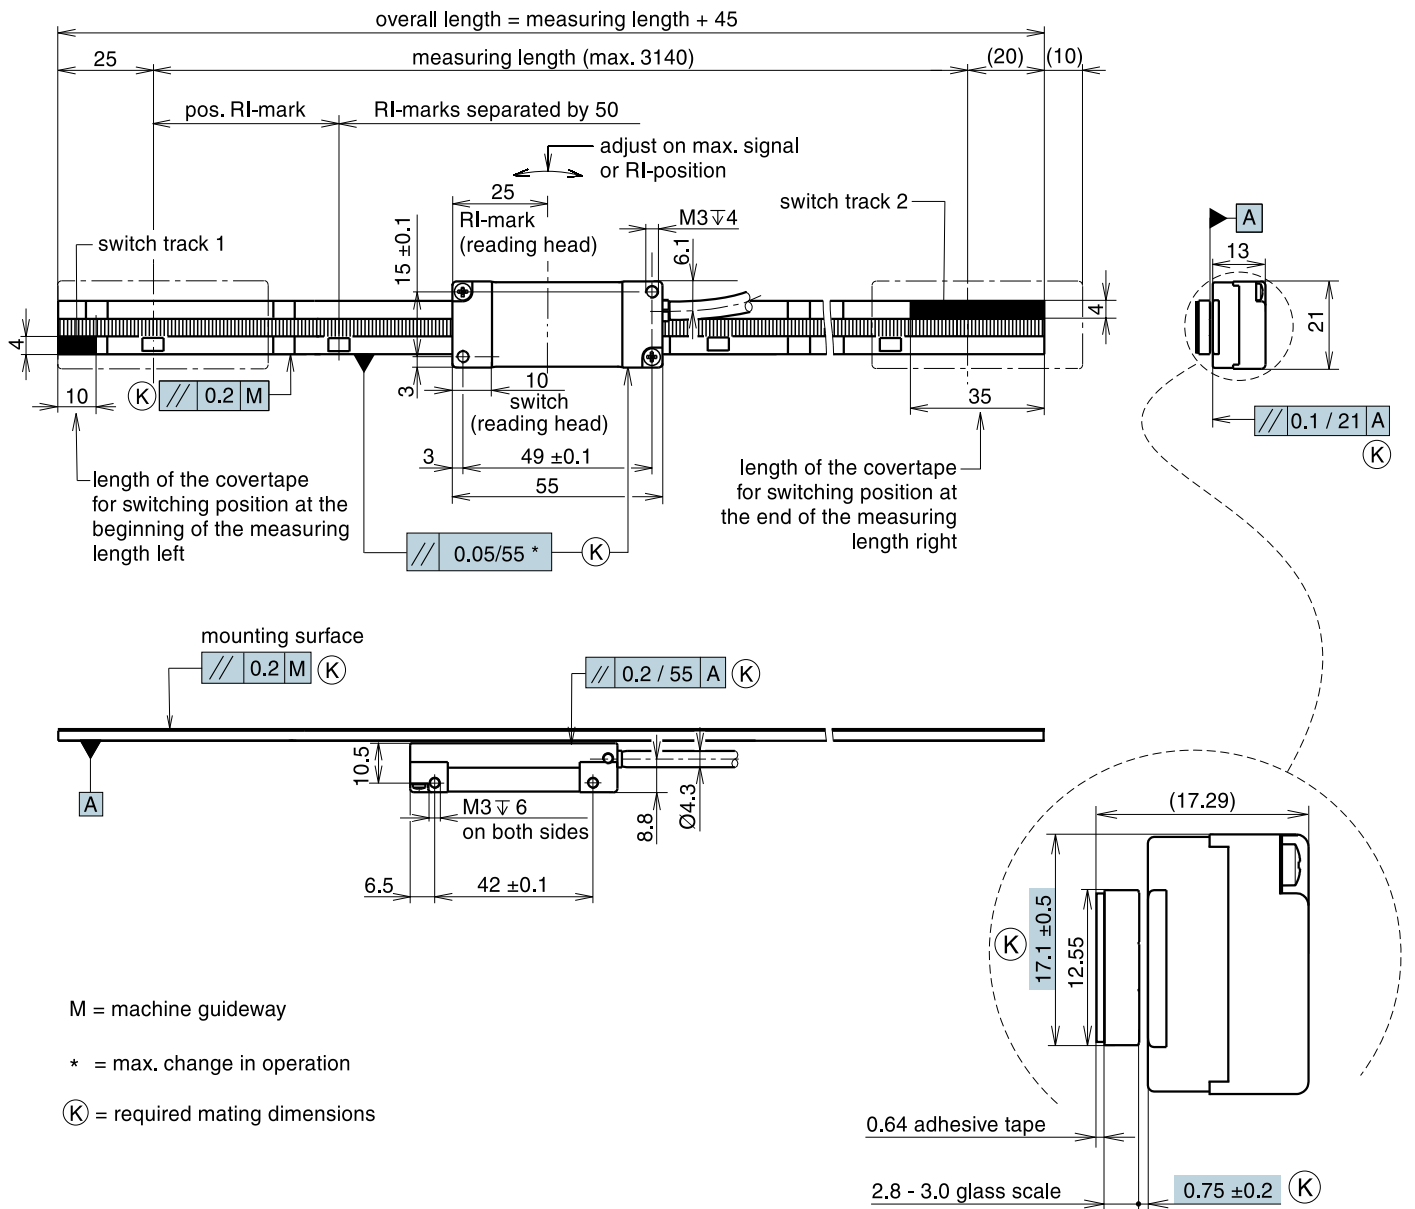 overall length = measuring length + 45
25
measuring length (max. 3140)
(20)
(10)
pos. RI-mark
RI-marks separated by 50
adjust on max. signal
or RI-position
25
RI-mark
(reading head)
M3↧4
switch track 2
A
switch track 1
15 ±0.1
6.1
13
4
4
21
3
10
switch
(reading head)
K // 0.2 M
10
35
// 0.1 / 21 A
K
3
49 ±0.1
55
length of the covertape
for switching position at the
beginning of the measuring
length left
length of the covertape
for switching position at
the end of the measuring
length right
// 0.05/55 * K
mounting surface
// 0.2 M K
// 0.2 / 55 A K
A
10.5
M3↧6
on both sides
8.8
Ø4.3
6.5
42 ±0.1
(17.29)
K
17.1 ±0.5
12.55
M = machine guideway
* = max. change in operation
K = required mating dimensions
0.64 adhesive tape
2.8 - 3.0 glass scale
0.75 ±0.2 K